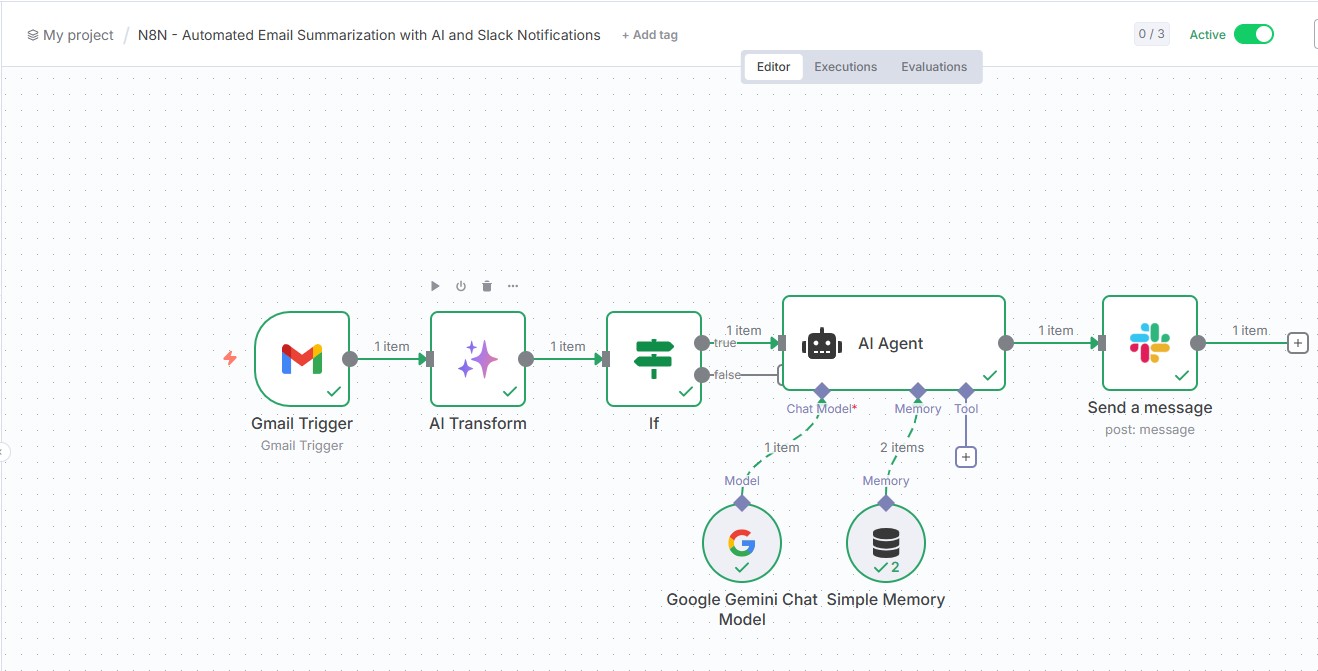 My project / N8N - Automated Email Summarization with AI and Slack Notifications + Add tag
0 / 3 Active
Editor Executions Evaluations
1 item 1 item 1 item 1 item 1 item
true
false
AI Agent
Gmail Trigger
Gmail Trigger
AI Transform
If
Chat Model* Memory Tool
Send a message
post: message
1 item 2 items
Model Memory
2
Google Gemini Chat Model
Simple Memory